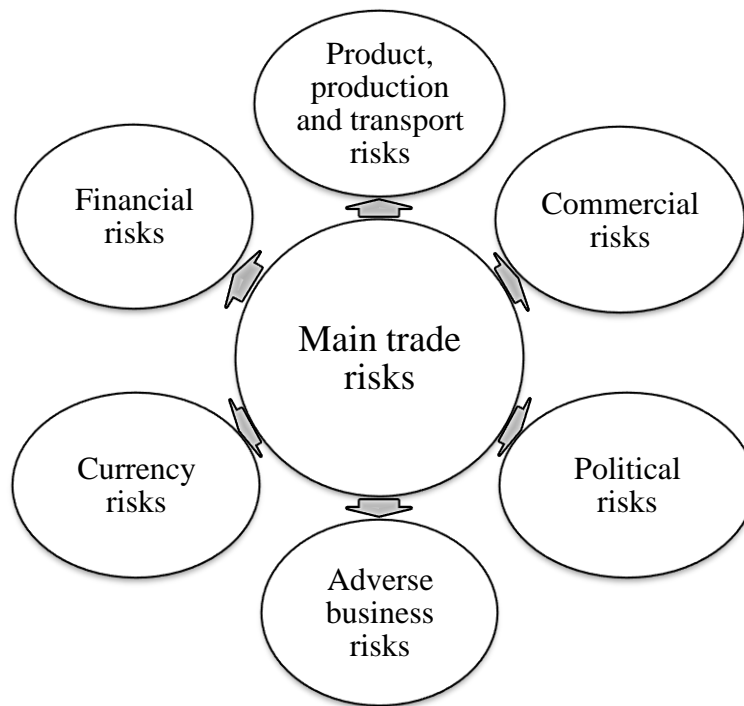 Product,
production
and transport
risks
Financial
risks
Commercial
risks
Main trade
risks
Currency
risks
Political
risks
Adverse
business
risks